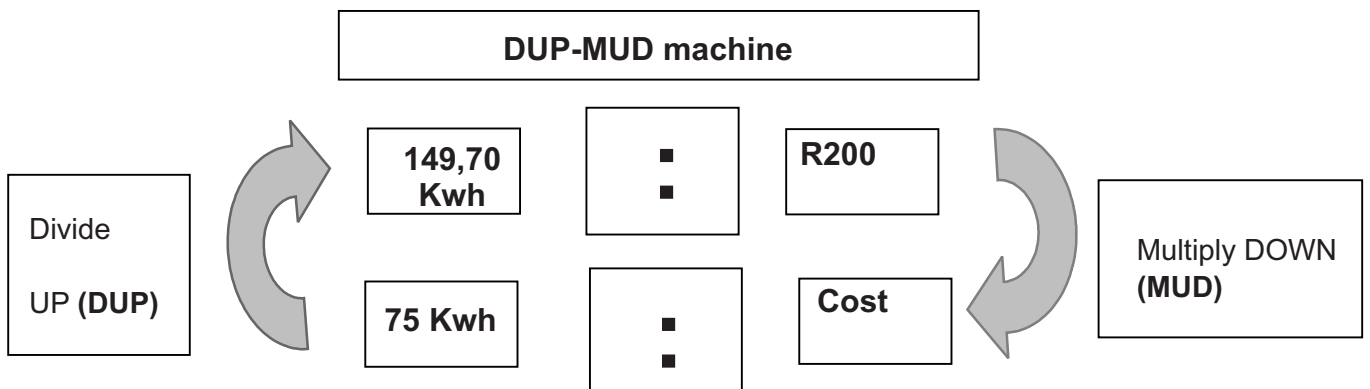 DUP-MUD machine
149,70
Kwh
:
R200
Divide
UP (DUP)
Multiply DOWN
(MUD)
75 Kwh
:
Cost